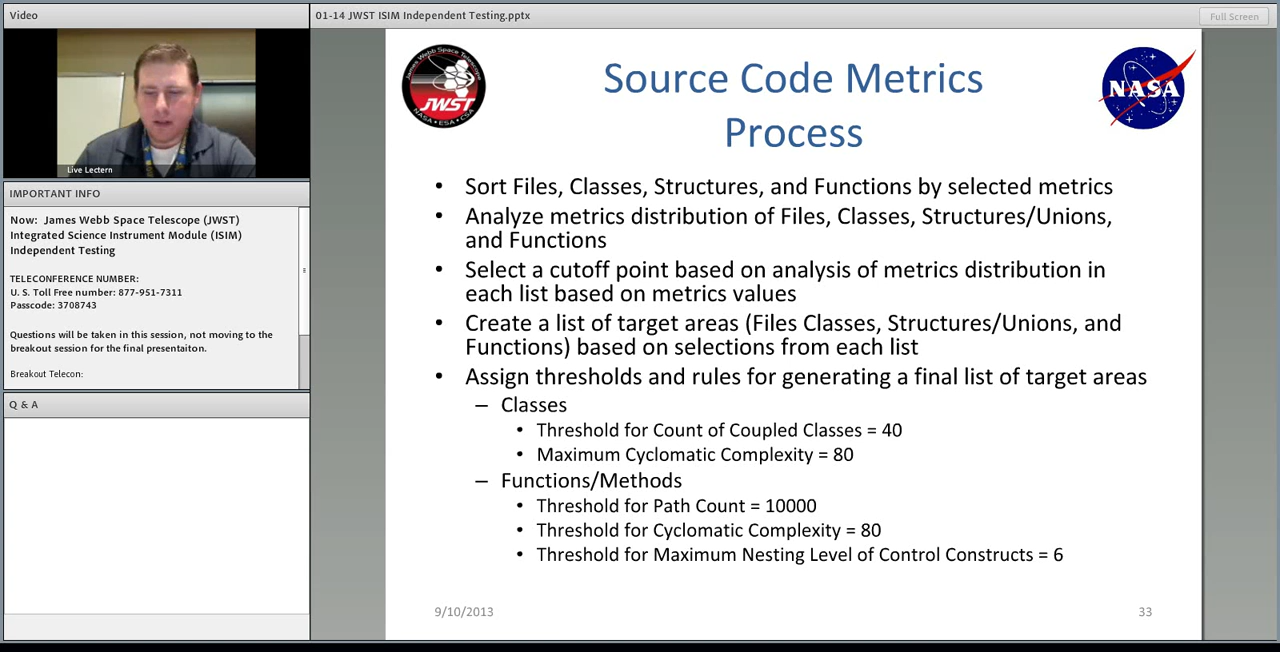 Video
01-14 JWST ISIM Independent Testing.pptx
Full Screen
Live Lectern
IMPORTANT INFO
Now: James Webb Space Telescope (JWST)
Integrated Science Instrument Module (ISIM)
Independent Testing
TELECONFERENCE NUMBER:
U. S. Toll Free number: 877-951-7311
Passcode: 3708743
Questions will be taken in this session, not moving to the
breakout session for the final presentaiton.
Breakout Telecon:
Q & A
James Webb Space Telescope
JWST
NASA • ESA • CSA
NASA
Source Code Metrics
Process
• Sort Files, Classes, Structures, and Functions by selected metrics
• Analyze metrics distribution of Files, Classes, Structures/Unions,
and Functions
• Select a cutoff point based on analysis of metrics distribution in
each list based on metrics values
• Create a list of target areas (Files Classes, Structures/Unions, and
Functions) based on selections from each list
• Assign thresholds and rules for generating a final list of target areas
– Classes
• Threshold for Count of Coupled Classes = 40
• Maximum Cyclomatic Complexity = 80
– Functions/Methods
• Threshold for Path Count = 10000
• Threshold for Cyclomatic Complexity = 80
• Threshold for Maximum Nesting Level of Control Constructs = 6
9/10/2013
33